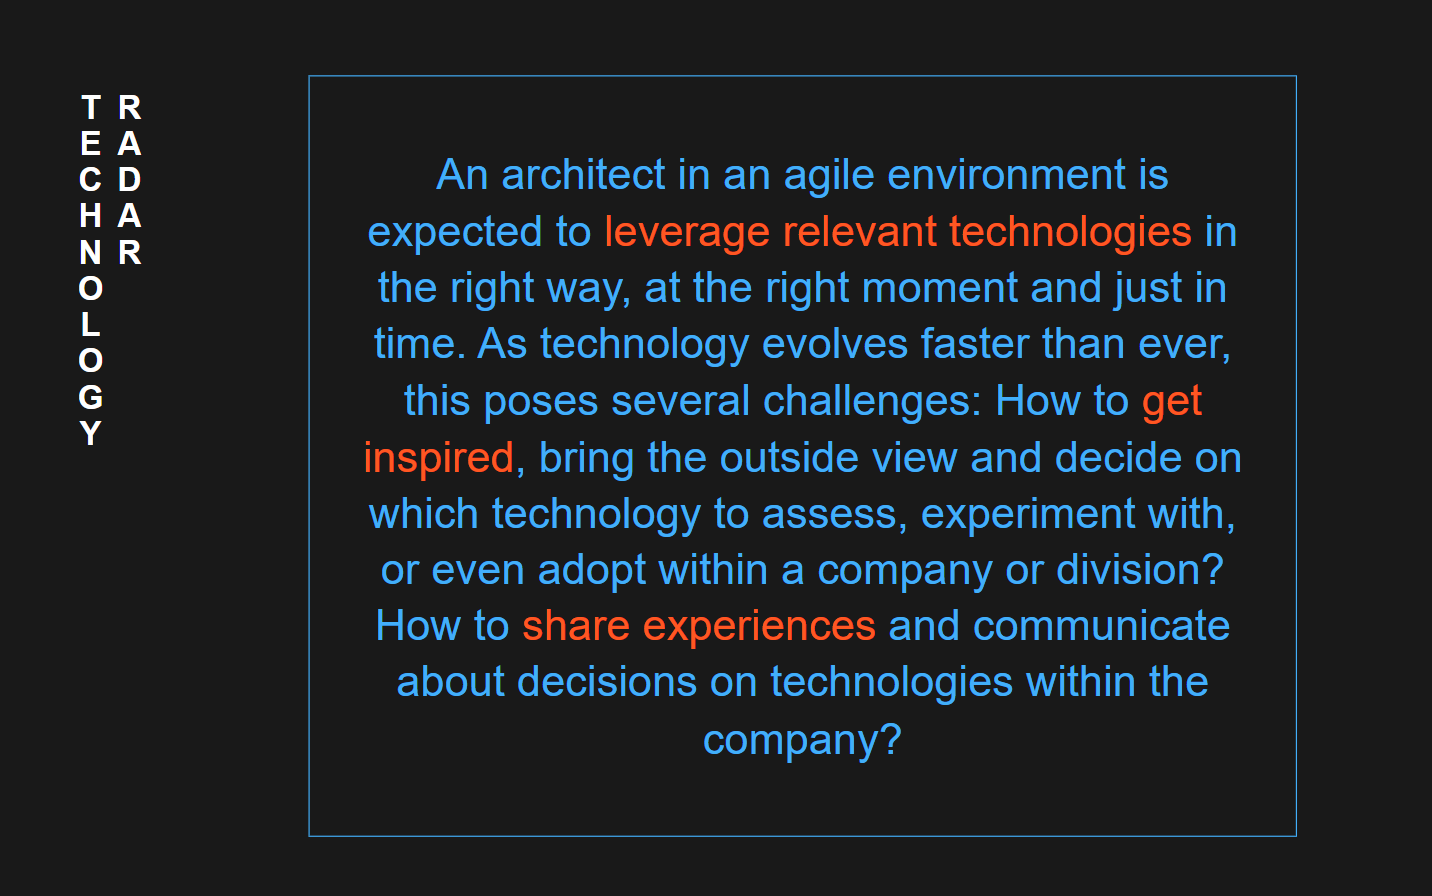 TECHNOLOGY
RADAR
An architect in an agile environment is
expected to leverage relevant technologies in
the right way, at the right moment and just in
time. As technology evolves faster than ever,
this poses several challenges: How to get
inspired, bring the outside view and decide on
which technology to assess, experiment with,
or even adopt within a company or division?
How to share experiences and communicate
about decisions on technologies within the
company?